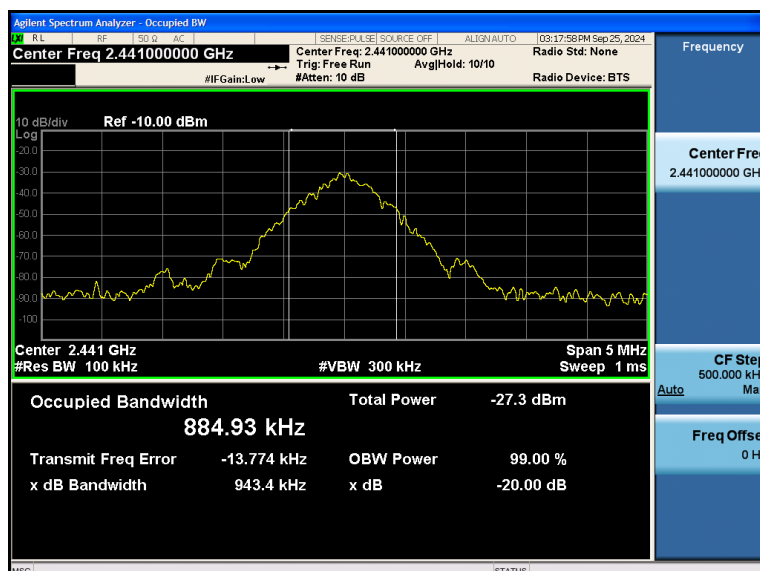 Agilent Spectrum Analyzer - Occupied BW
LXI RL RF 50 Ω AC SENSE:PULSE SOURCE OFF ALIGN AUTO 03:17:58 PM Sep 25, 2024
Center Freq 2.441000000 GHz
Center Freq: 2.441000000 GHz
Radio Std: None
Trig: Free Run
Avg|Hold: 10/10
#IFGain:Low
#Atten: 10 dB
Radio Device: BTS
10 dB/div
Ref -10.00 dBm
Log
-20.0
-30.0
-40.0
-50.0
-60.0
-70.0
-80.0
-90.0
-100
Center 2.441 GHz
Span 5 MHz
#Res BW 100 kHz
#VBW 300 kHz
Sweep 1 ms
Occupied Bandwidth
884.93 kHz
Total Power -27.3 dBm
Transmit Freq Error -13.774 kHz
OBW Power 99.00 %
x dB Bandwidth 943.4 kHz
x dB -20.00 dB
Frequency
Center Fre
2.441000000 GH
CF Step
500.000 kH
Auto Ma
Freq Offse
0 H
MSG
STATUS